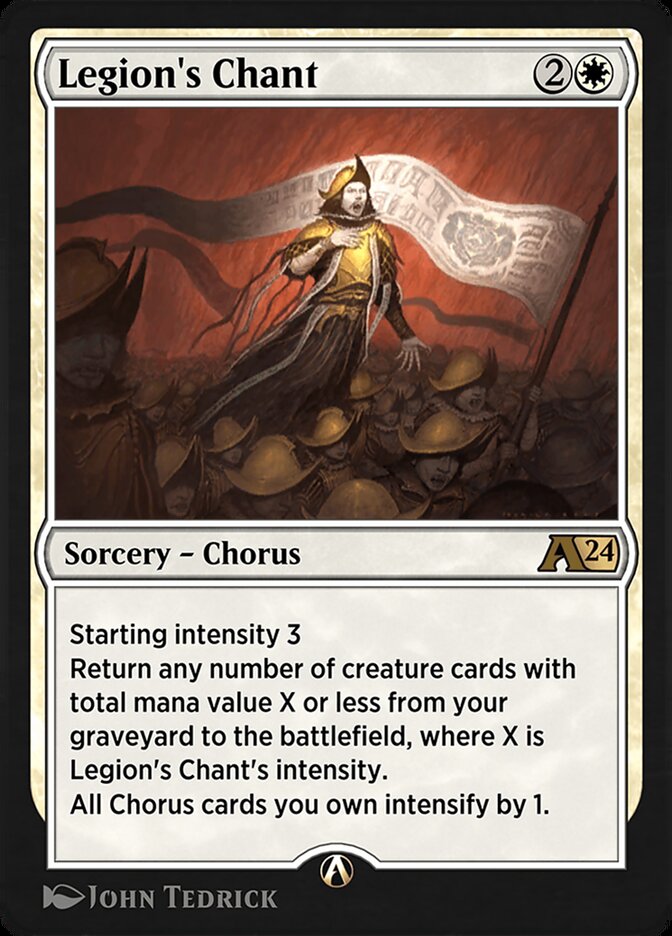 Legion's Chant 2
Sorcery – Chorus A24
Starting intensity 3
Return any number of creature cards with
total mana value X or less from your
graveyard to the battlefield, where X is
Legion's Chant's intensity.
All Chorus cards you own intensify by 1.
A
John Tedrick